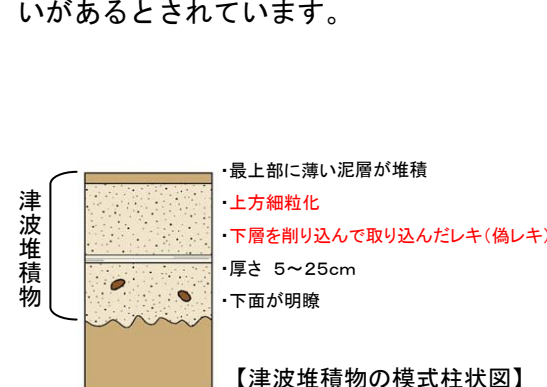 いがあるとされています。
津波堆積物
・最上部に薄い泥層が堆積
・上方細粒化
・下層を削り込んで取り込んだレキ(偽レキ)
・厚さ 5～25cm
・下面が明瞭
【津波堆積物の模式柱状図】